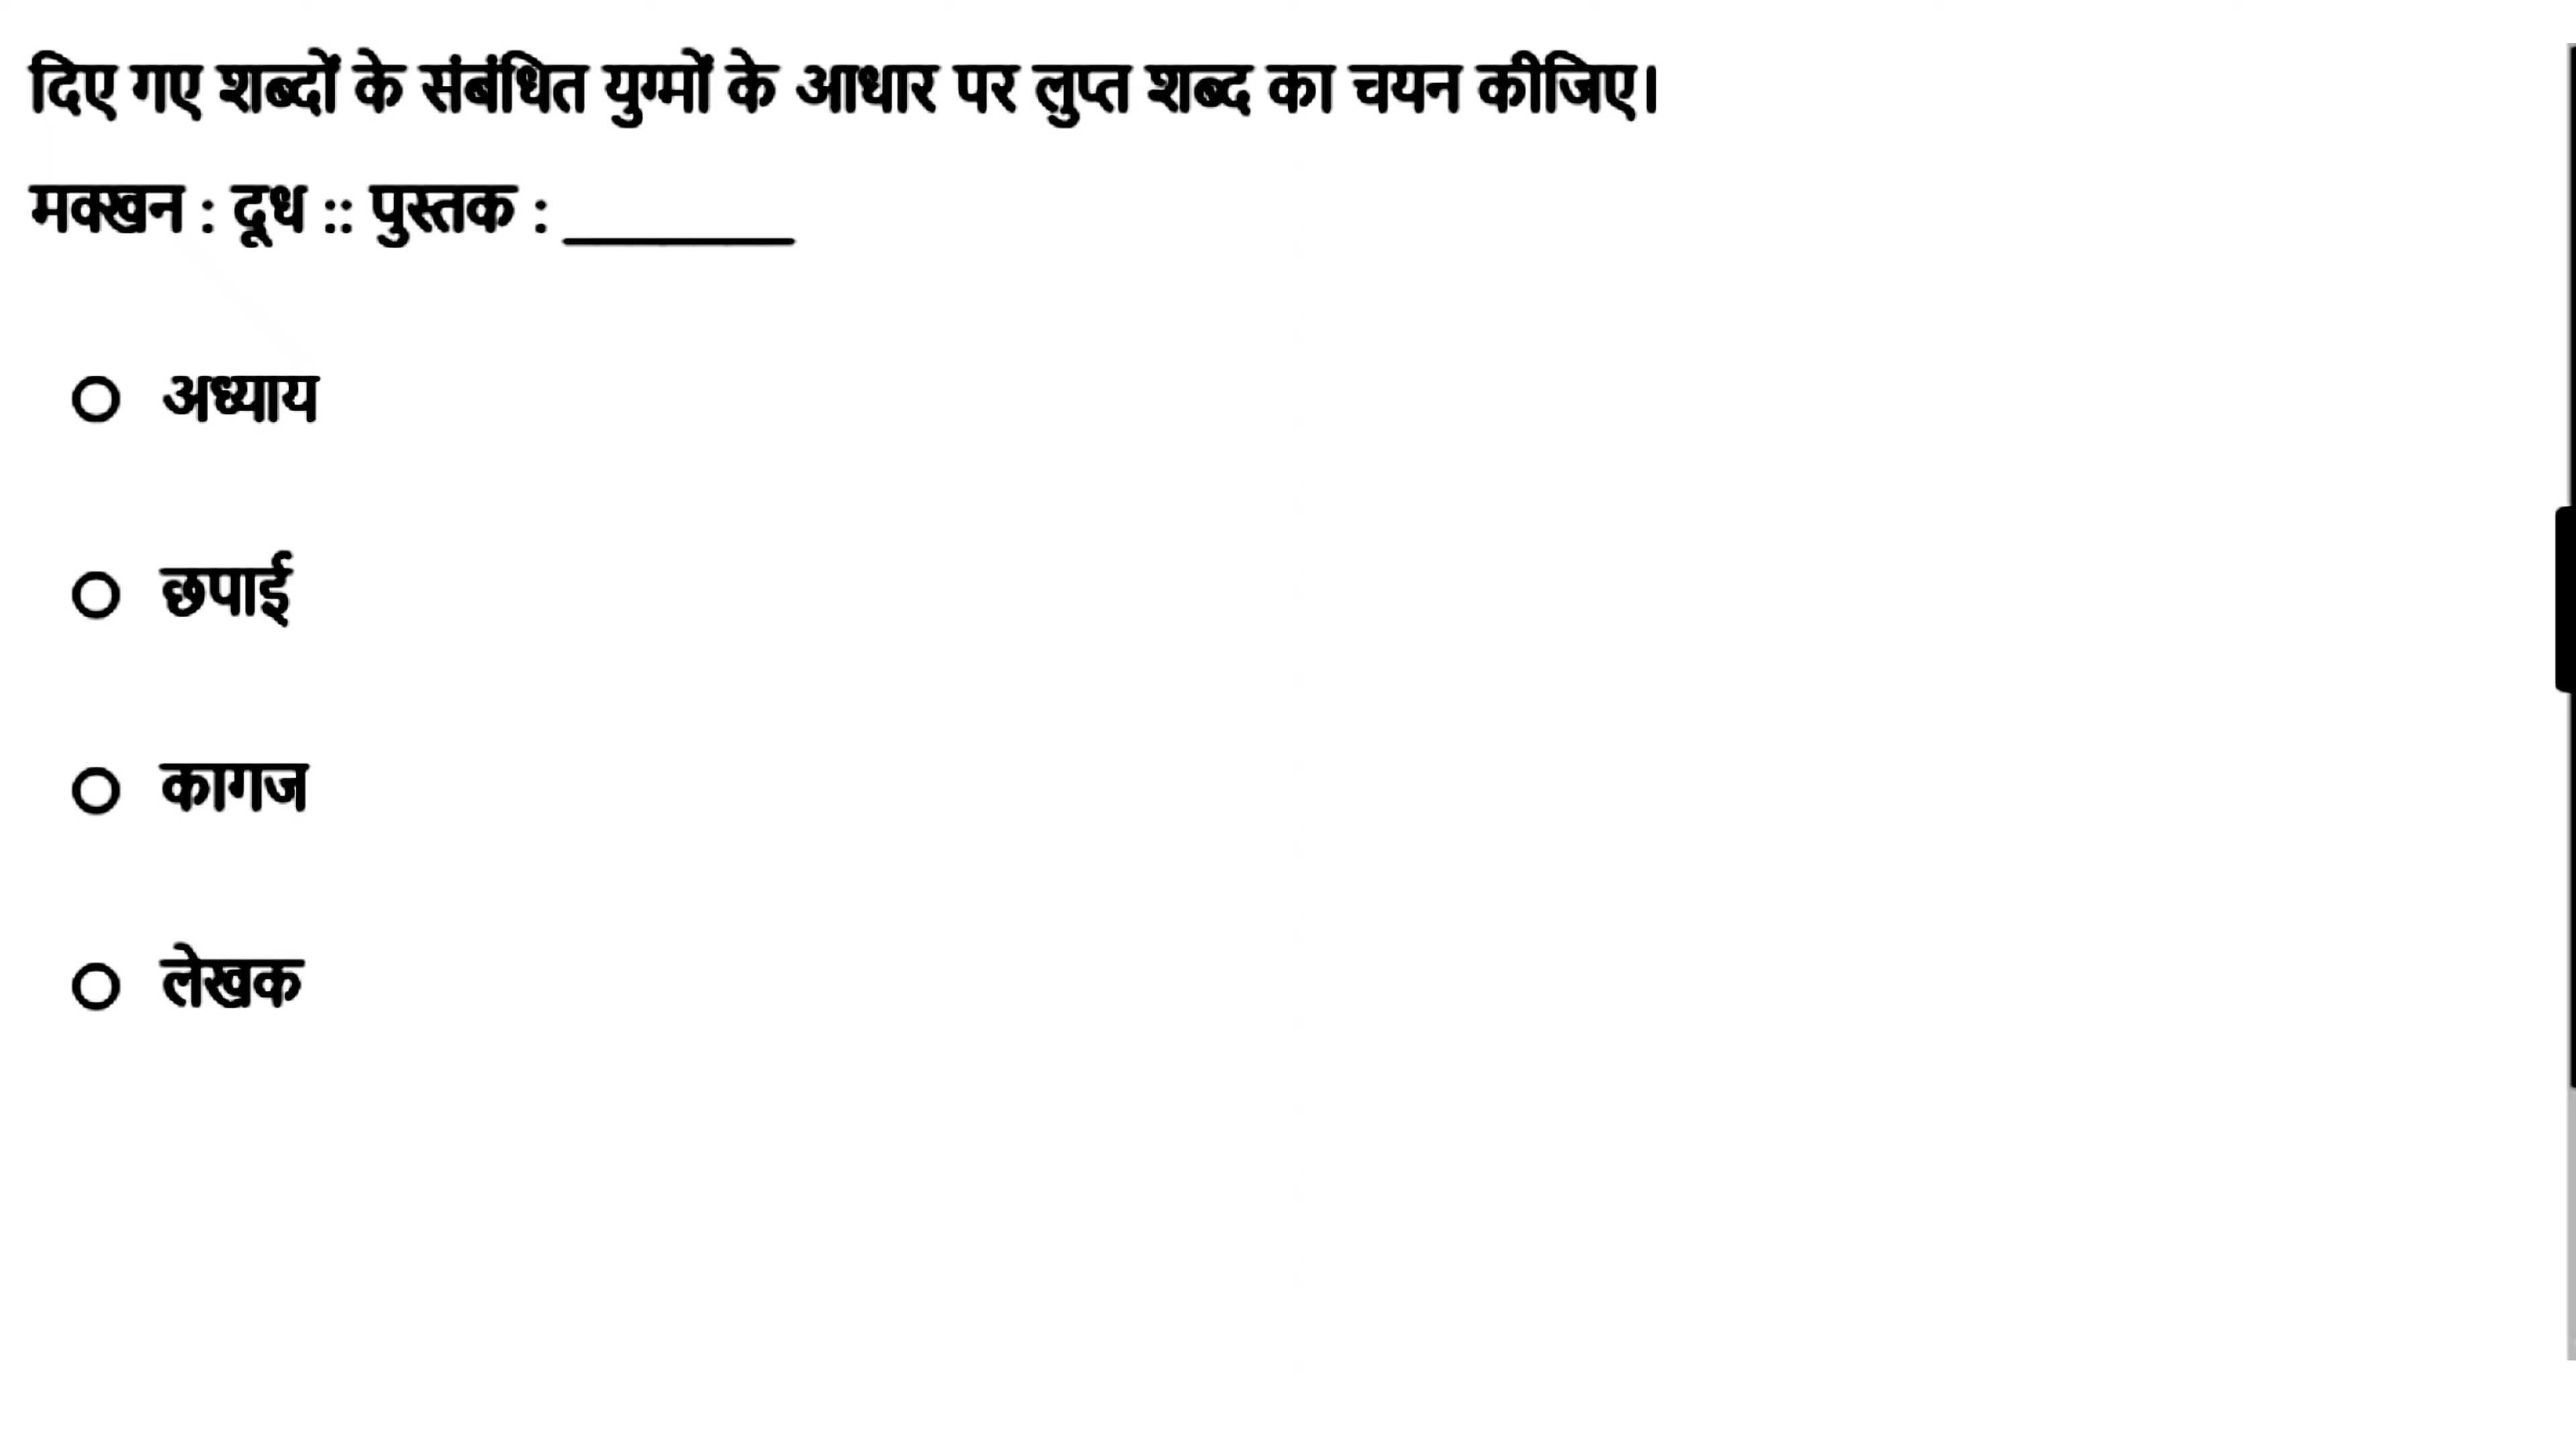 दिए गए शब्दों के संबंधित युग्मों के आधार पर लुप्त शब्द का चयन कीजिए।
मक्खन : दूध :: पुस्तक : ________
अध्याय
छपाई
कागज
लेखक